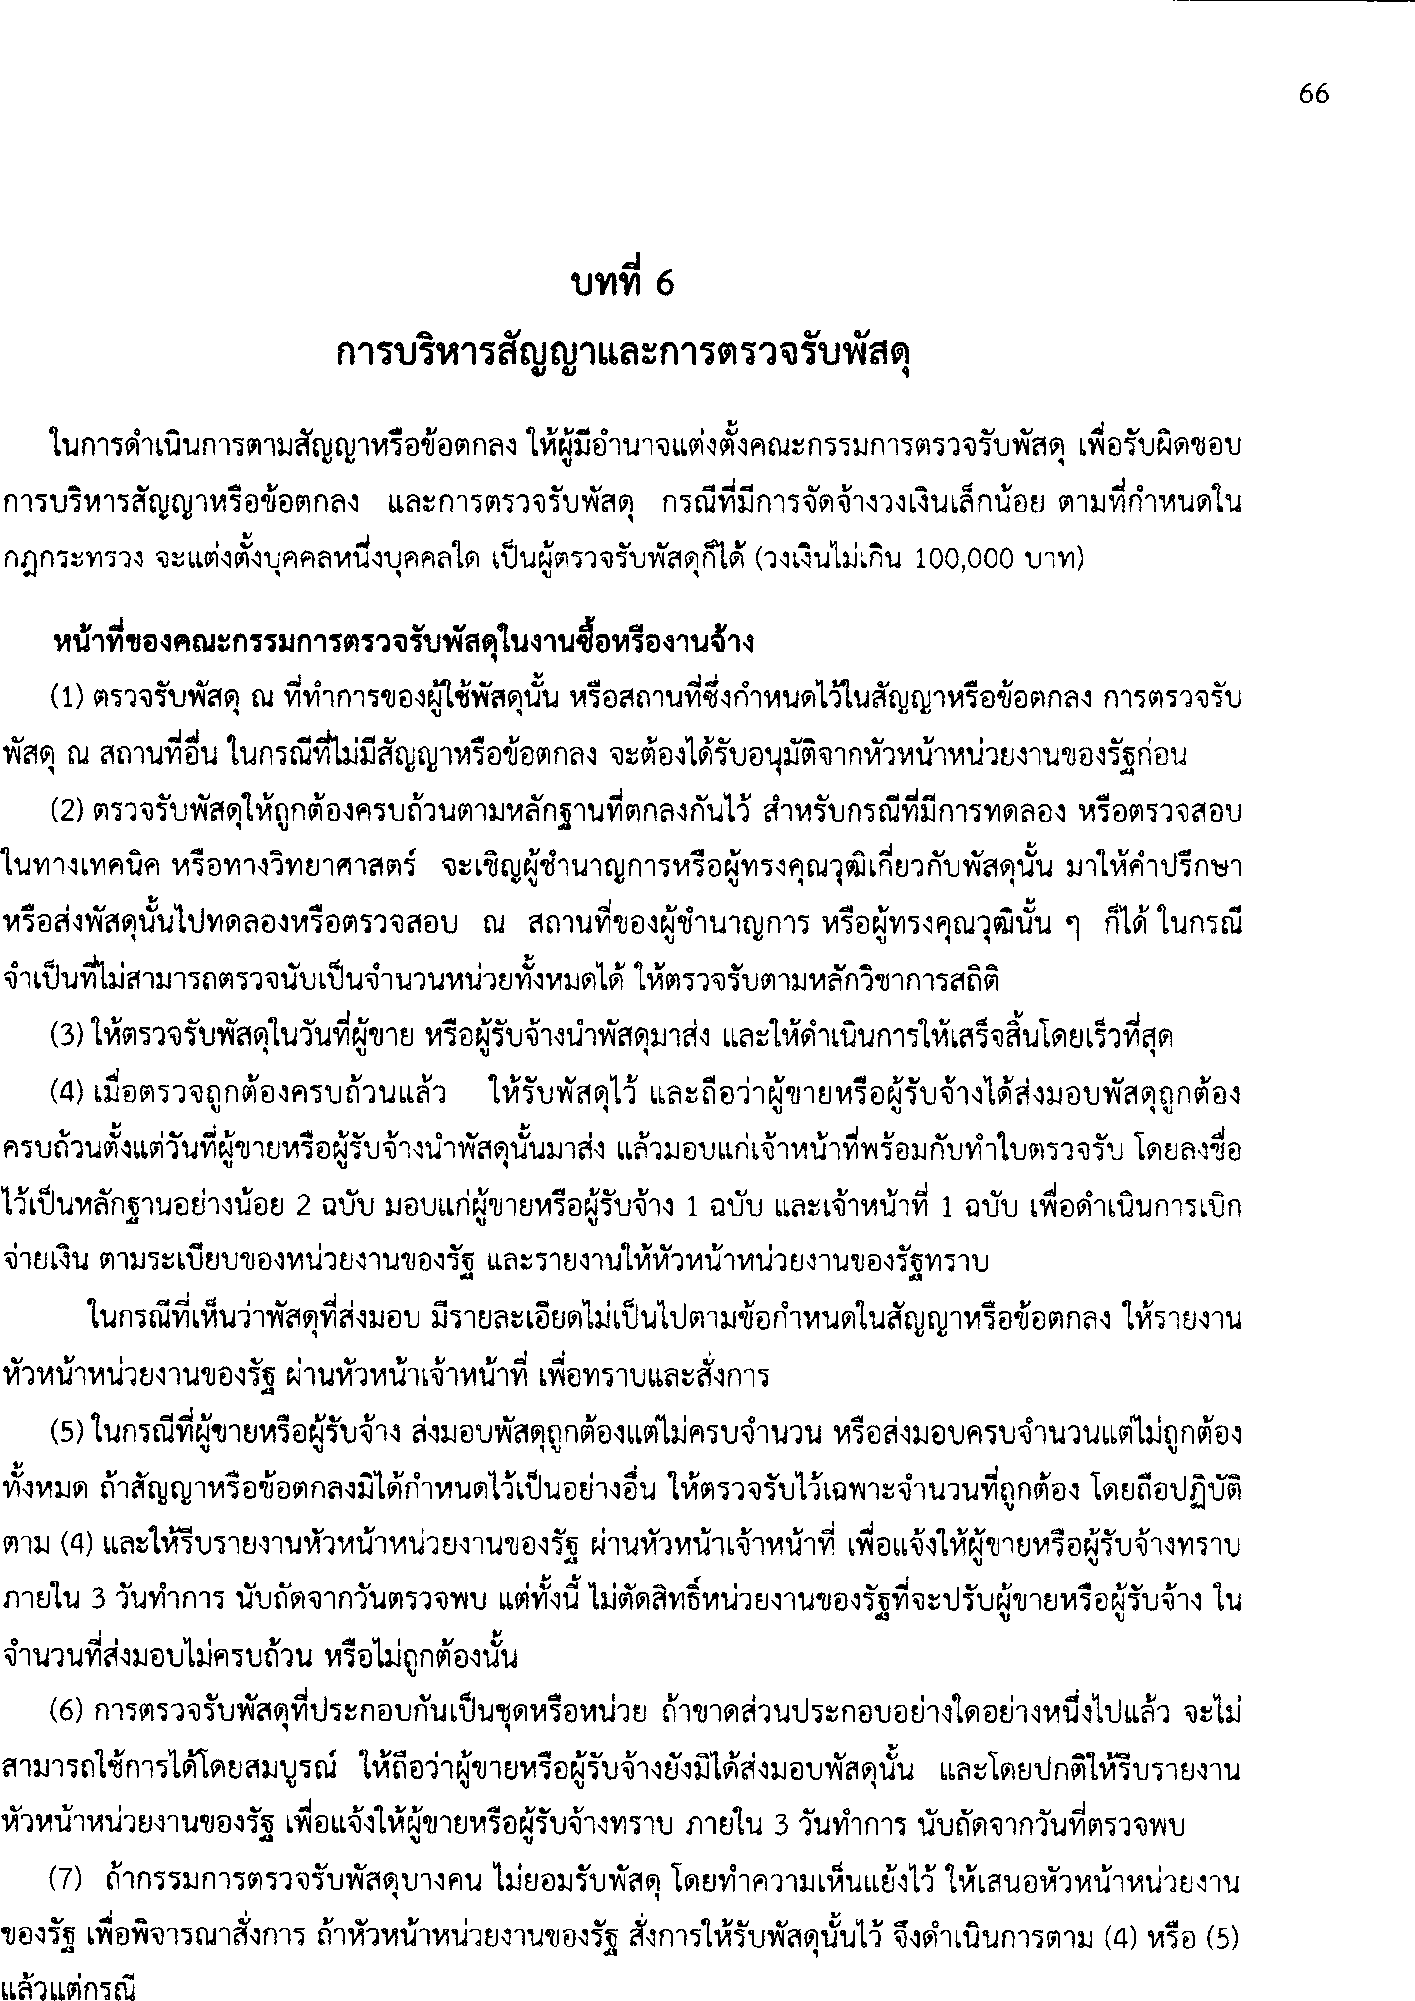 66
บทที่ 6
การบริหารสัญญาและการตรวจรับพัสดุ
ในการดำเนินการตามสัญญาหรือข้อตกลง ให้ผู้มีอำนาจแต่งตั้งคณะกรรมการตรวจรับพัสดุ เพื่อรับผิดชอบ
การบริหารสัญญาหรือข้อตกลง และการตรวจรับพัสดุ กรณีที่มีการจัดจ้างวงเงินเล็กน้อย ตามที่กำหนดใน
กฎกระทรวง จะแต่งตั้งบุคคลหนึ่งบุคคลใด เป็นผู้ตรวจรับพัสดุก็ได้ (วงเงินไม่เกิน 100,000 บาท)
หน้าที่ของคณะกรรมการตรวจรับพัสดุในงานซื้อหรืองานจ้าง
(1) ตรวจรับพัสดุ ณ ที่ทำการของผู้ใช้พัสดุนั้น หรือสถานที่ซึ่งกำหนดไว้ในสัญญาหรือข้อตกลง การตรวจรับ
พัสดุ ณ สถานที่อื่น ในกรณีที่ไม่มีสัญญาหรือข้อตกลง จะต้องได้รับอนุมัติจากหัวหน้าหน่วยงานของรัฐก่อน
(2) ตรวจรับพัสดุให้ถูกต้องครบถ้วนตามหลักฐานที่ตกลงกันไว้ สำหรับกรณีที่มีการทดลอง หรือตรวจสอบ
ในทางเทคนิค หรือทางวิทยาศาสตร์ จะเชิญผู้ชำนาญการหรือผู้ทรงคุณวุฒิเกี่ยวกับพัสดุนั้น มาให้คำปรึกษา
หรือส่งพัสดุนั้นไปทดลองหรือตรวจสอบ ณ สถานที่ของผู้ชำนาญการ หรือผู้ทรงคุณวุฒินั้น ๆ ก็ได้ ในกรณี
จำเป็นที่ไม่สามารถตรวจนับเป็นจำนวนหน่วยทั้งหมดได้ ให้ตรวจรับตามหลักวิชาการสถิติ
(3) ให้ตรวจรับพัสดุในวันที่ผู้ขาย หรือผู้รับจ้างนำพัสดุมาส่ง และให้ดำเนินการให้เสร็จสิ้นโดยเร็วที่สุด
(4) เมื่อตรวจถูกต้องครบถ้วนแล้ว ให้รับพัสดุไว้ และถือว่าผู้ขายหรือผู้รับจ้างได้ส่งมอบพัสดุถูกต้อง
ครบถ้วนตั้งแต่วันที่ผู้ขายหรือผู้รับจ้างนำพัสดุนั้นมาส่ง แล้วมอบแก่เจ้าหน้าที่พร้อมกับทำใบตรวจรับ โดยลงชื่อ
ไว้เป็นหลักฐานอย่างน้อย 2 ฉบับ มอบแก่ผู้ขายหรือผู้รับจ้าง 1 ฉบับ และเจ้าหน้าที่ 1 ฉบับ เพื่อดำเนินการเบิก
จ่ายเงิน ตามระเบียบของหน่วยงานของรัฐ และรายงานให้หัวหน้าหน่วยงานของรัฐทราบ
ในกรณีที่เห็นว่าพัสดุที่ส่งมอบ มีรายละเอียดไม่เป็นไปตามข้อกำหนดในสัญญาหรือข้อตกลง ให้รายงาน
หัวหน้าหน่วยงานของรัฐ ผ่านหัวหน้าเจ้าหน้าที่ เพื่อทราบและสั่งการ
(5) ในกรณีที่ผู้ขายหรือผู้รับจ้าง ส่งมอบพัสดุถูกต้องแต่ไม่ครบจำนวน หรือส่งมอบครบจำนวนแต่ไม่ถูกต้อง
ทั้งหมด ถ้าสัญญาหรือข้อตกลงมิได้กำหนดไว้เป็นอย่างอื่น ให้ตรวจรับไว้เฉพาะจำนวนที่ถูกต้อง โดยถือปฏิบัติ
ตาม (4) และให้รีบรายงานหัวหน้าหน่วยงานของรัฐ ผ่านหัวหน้าเจ้าหน้าที่ เพื่อแจ้งให้ผู้ขายหรือผู้รับจ้างทราบ
ภายใน 3 วันทำการ นับถัดจากวันตรวจพบ แต่ทั้งนี้ ไม่ตัดสิทธิ์หน่วยงานของรัฐที่จะปรับผู้ขายหรือผู้รับจ้าง ใน
จำนวนที่ส่งมอบไม่ครบถ้วน หรือไม่ถูกต้องนั้น
(6) การตรวจรับพัสดุที่ประกอบกันเป็นชุดหรือหน่วย ถ้าขาดส่วนประกอบอย่างใดอย่างหนึ่งไปแล้ว จะไม่
สามารถใช้การได้โดยสมบูรณ์ ให้ถือว่าผู้ขายหรือผู้รับจ้างยังมิได้ส่งมอบพัสดุนั้น และโดยปกติให้รีบรายงาน
หัวหน้าหน่วยงานของรัฐ เพื่อแจ้งให้ผู้ขายหรือผู้รับจ้างทราบ ภายใน 3 วันทำการ นับถัดจากวันที่ตรวจพบ
(7) ถ้ากรรมการตรวจรับพัสดุบางคน ไม่ยอมรับพัสดุ โดยทำความเห็นแย้งไว้ ให้เสนอหัวหน้าหน่วยงาน
ของรัฐ เพื่อพิจารณาสั่งการ ถ้าหัวหน้าหน่วยงานของรัฐ สั่งการให้รับพัสดุนั้นไว้ จึงดำเนินการตาม (4) หรือ (5)
แล้วแต่กรณี